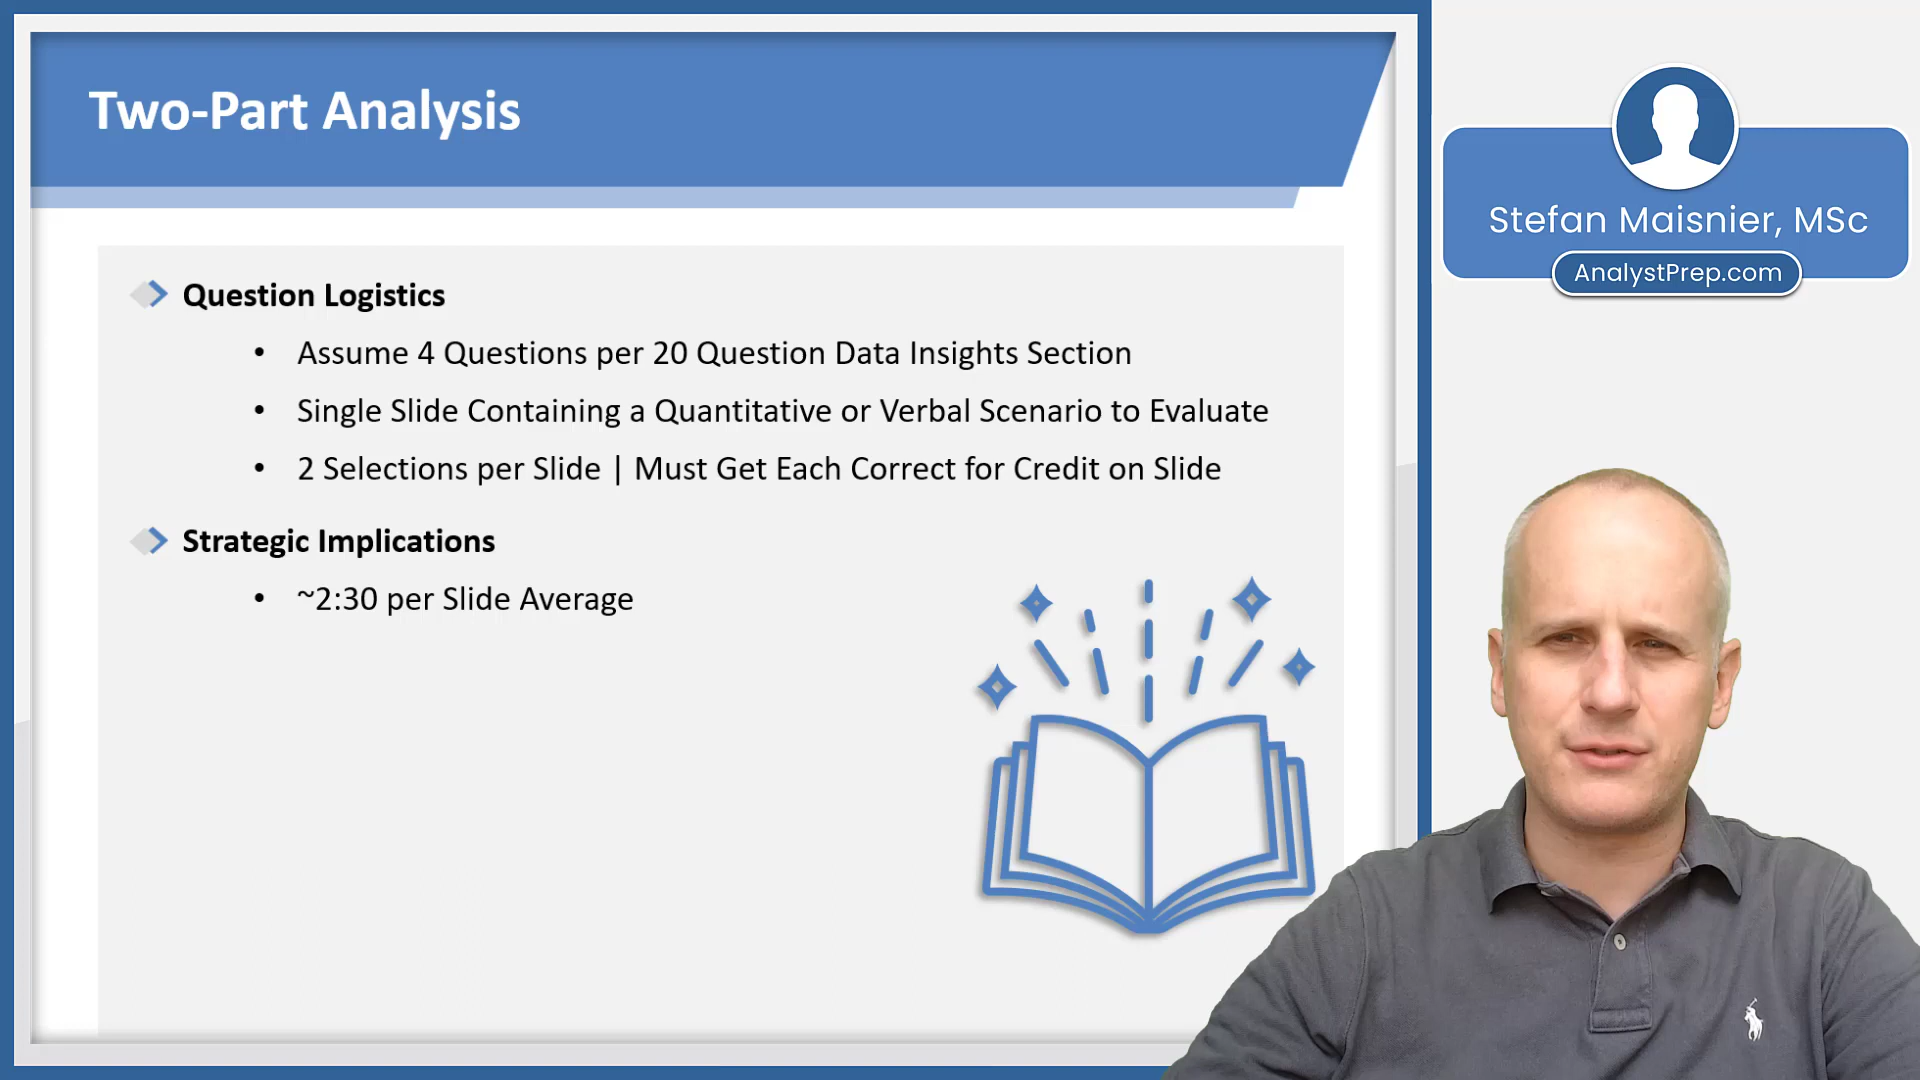 Two-Part Analysis
Question Logistics
• Assume 4 Questions per 20 Question Data Insights Section
• Single Slide Containing a Quantitative or Verbal Scenario to Evaluate
• 2 Selections per Slide | Must Get Each Correct for Credit on Slide
Strategic Implications
• ~2:30 per Slide Average
Stefan Maisnier, MSc
AnalystPrep.com